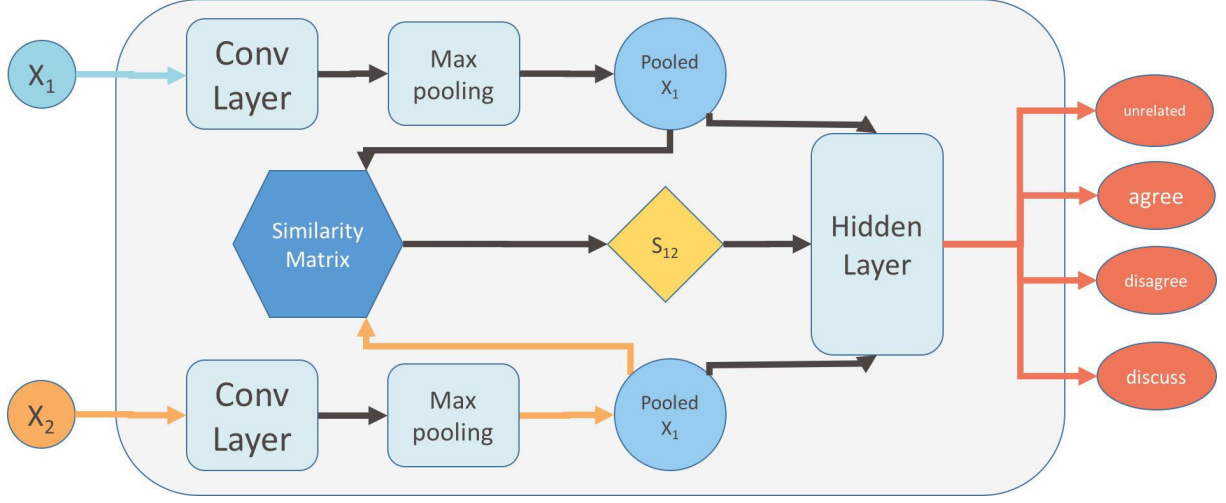 X₁
Conv
Layer
Max
pooling
Pooled
X₁
unrelated
agree
Similarity
Matrix
S₁₂
Hidden
Layer
disagree
X₂
Conv
Layer
Max
pooling
Pooled
X₁
discuss